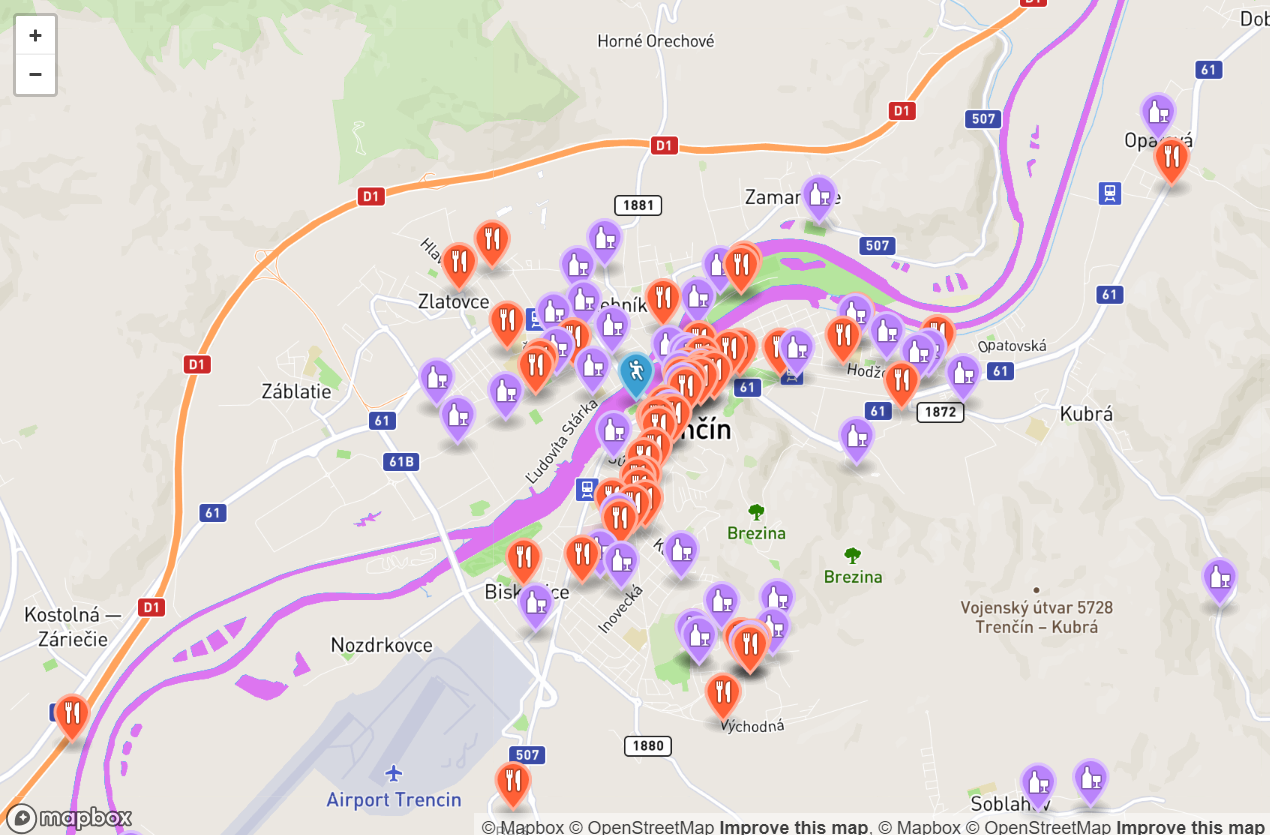 +
−
D1
Horné Orechové
Dob
61
D1
507
D1
Opatová
D1
1881
Zamarovce
507
Zlatovce
61
D1
Opatovská
61
61
Záblatie
61
1872
Kubrá
61
61B
Ľudovíta Stárka
61
Brezina
Brezina
Biskupice
Inovecká
Kostolná —
Záriečie
D1
Vojenský útvar 5728
Trenčín – Kubrá
Nozdrkovce
Východná
1880
507
Airport Trencin
Soblahov
mapbox
© Mapbox © OpenStreetMap Improve this map, © Mapbox © OpenStreetMap Improve this map